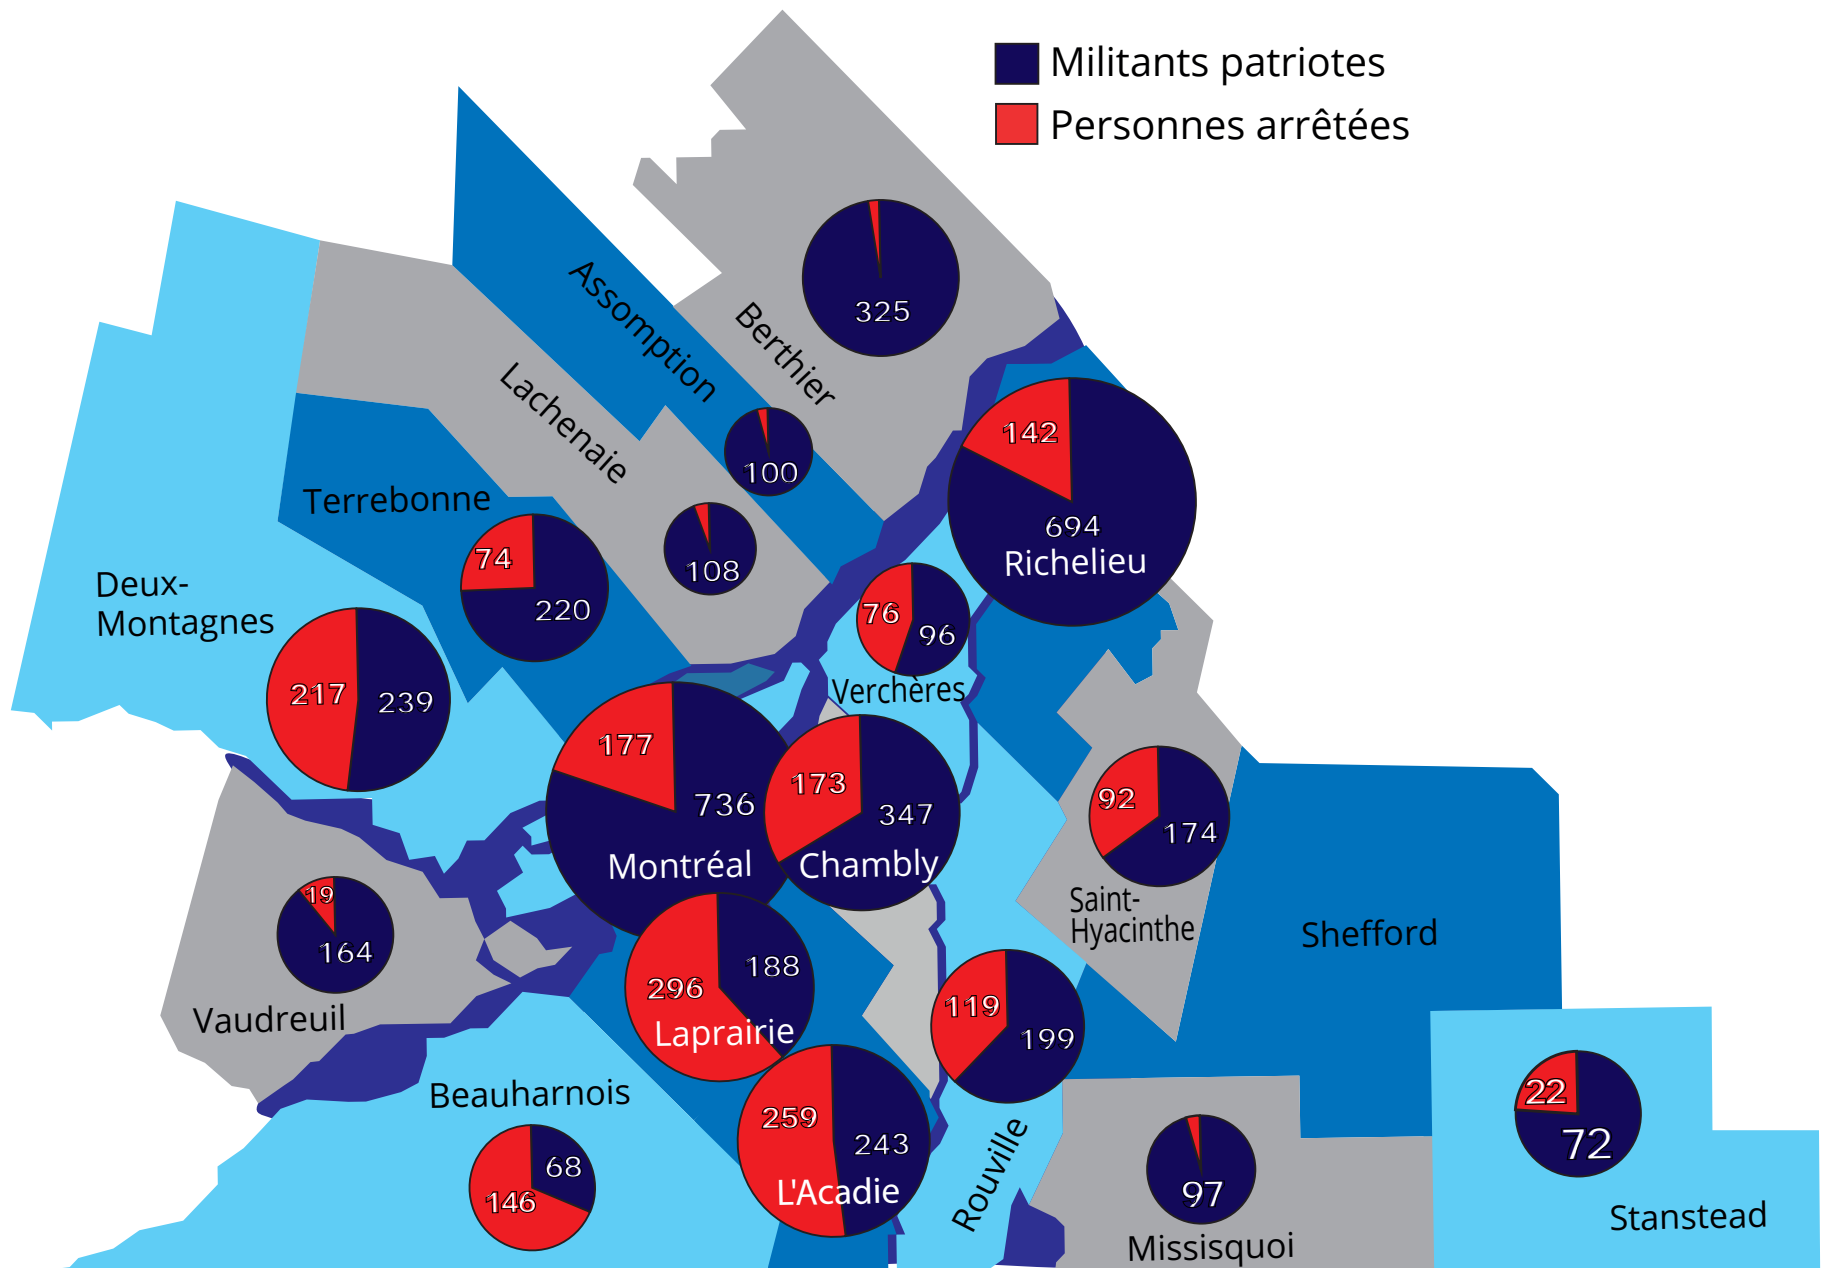 Militants patriotes
Personnes arrêtées
Assomption
Berthier
325
Lachenaie
100
142
694
Richelieu
Terrebonne
74
220
108
Deux-
Montagnes
217
239
76
96
Verchères
177
736
Montréal
173
347
Chambly
92
174
Saint-
Hyacinthe
Shefford
19
164
Vaudreuil
296
188
Laprairie
119
199
Rouville
Beauharnois
68
146
259
243
L'Acadie
97
Missisquoi
22
72
Stanstead